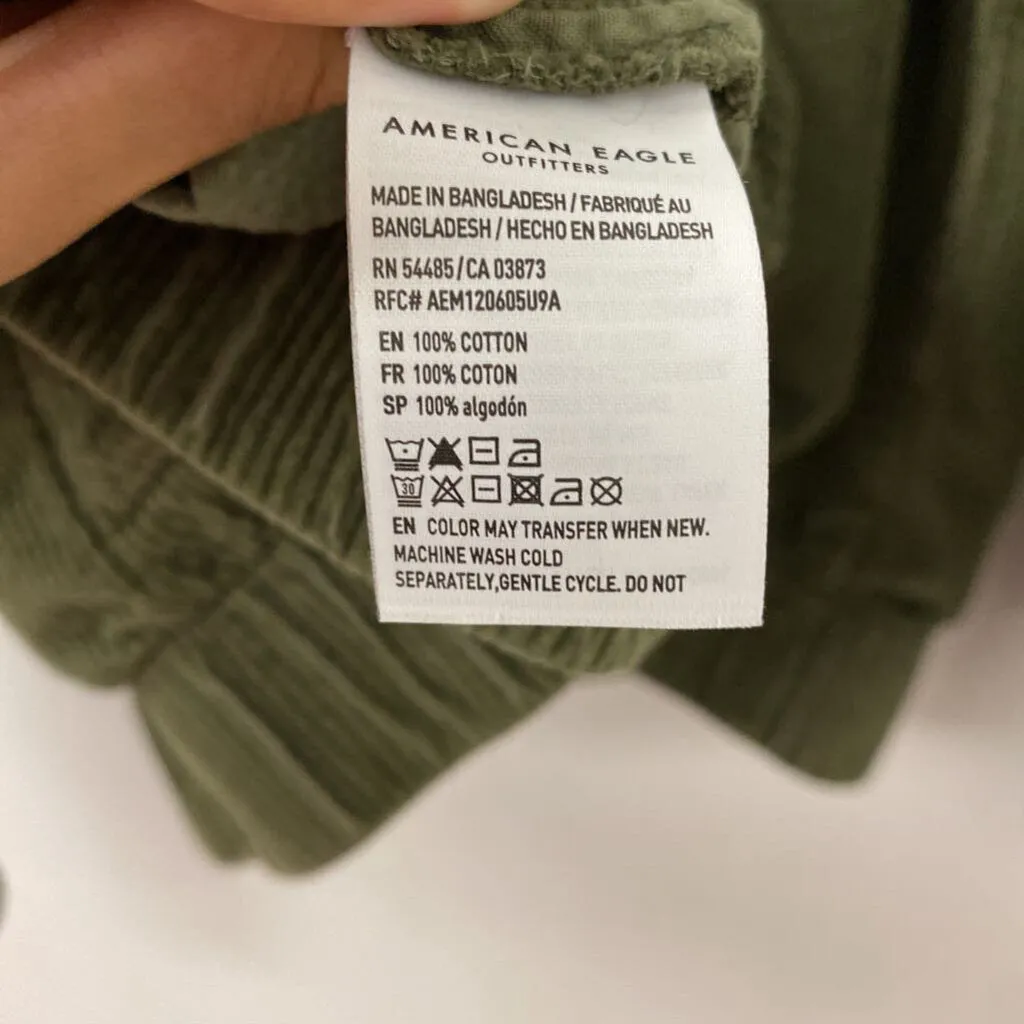 AMERICAN EAGLE
OUTFITTERS
MADE IN BANGLADESH / FABRIQUÉ AU
BANGLADESH / HECHO EN BANGLADESH
RN 54485/CA 03873
RFC# AEM120605U9A
EN 100% COTTON
FR 100% COTON
SP 100% algodón
30
EN COLOR MAY TRANSFER WHEN NEW.
MACHINE WASH COLD
SEPARATELY,GENTLE CYCLE. DO NOT